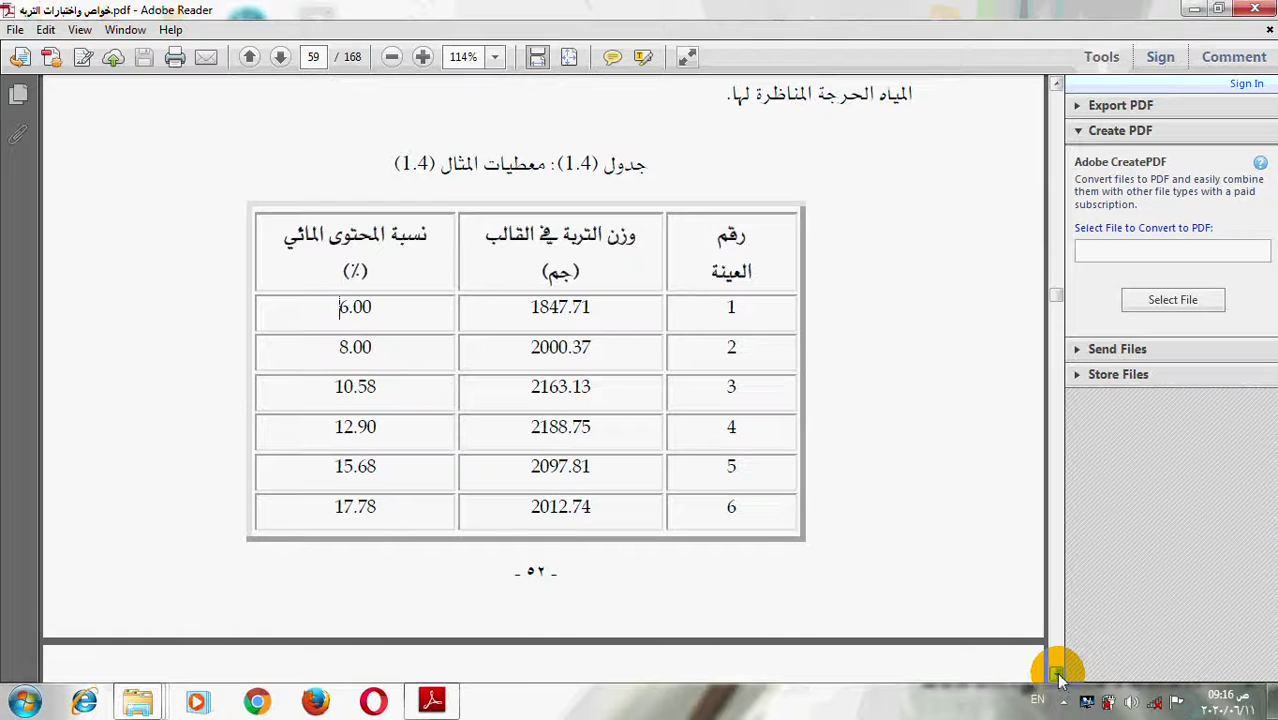 خواص واختبارات التربه.pdf - Adobe Reader
File Edit View Window Help
59 / 168 114% Tools Sign Comment
Sign In
المياه الحرجة المناظرة لها.
Export PDF
Create PDF
جدول (1.4): معطيات المثال (1.4)
Adobe CreatePDF
Convert files to PDF and easily combine
them with other file types with a paid
subscription.
Select File to Convert to PDF:
Select File
Send Files
Store Files
رقم العينة وزن التربة في القالب (جم) نسبة المحتوى المائي (٪)
1 1847.71 6.00
2 2000.37 8.00
3 2163.13 10.58
4 2188.75 12.90
5 2097.81 15.68
6 2012.74 17.78
- ٥٢ -
EN
09:16 ص
٢٠٢٠/٠٦/١١